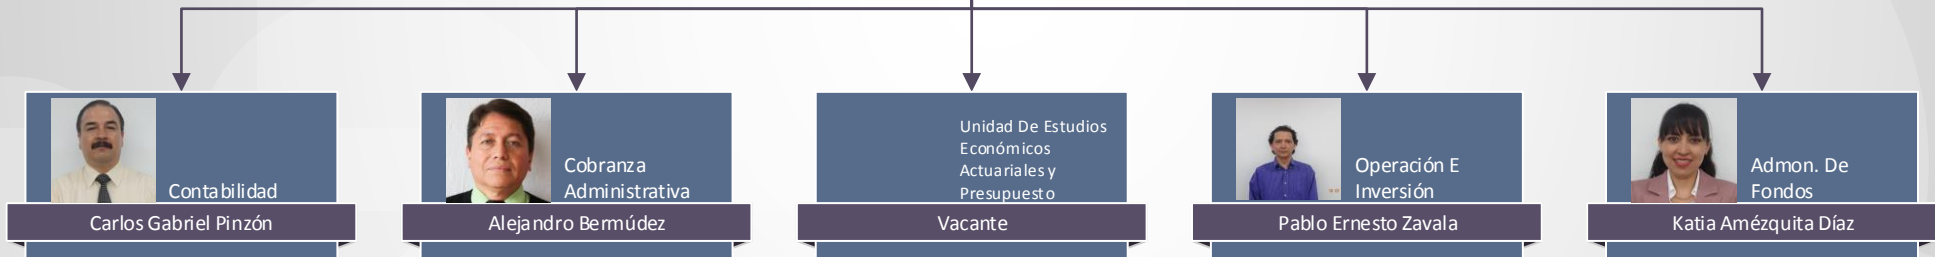 Contabilidad
Carlos Gabriel Pinzón
Cobranza
Administrativa
Alejandro Bermúdez
Unidad De Estudios
Económicos
Actuariales y
Presupuesto
Vacante
Operación E
Inversión
Pablo Ernesto Zavala
Admon. De
Fondos
Katia Amézquita Díaz